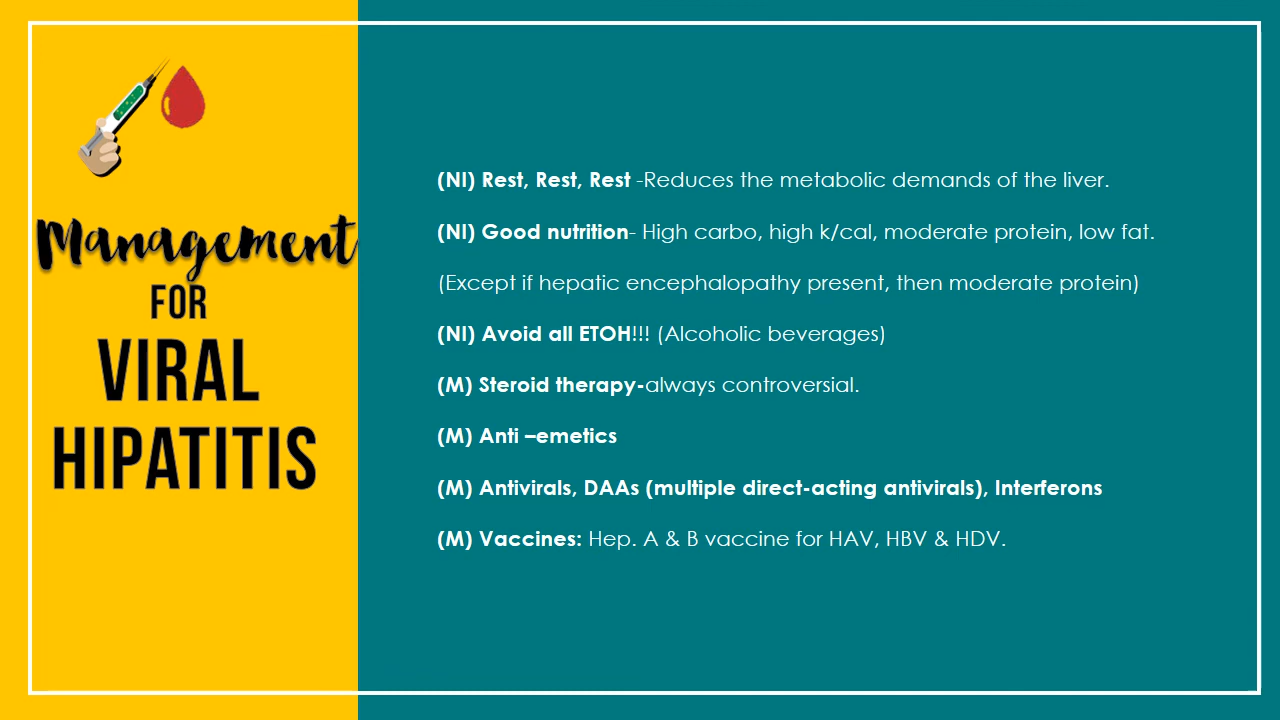 Management
FOR
VIRAL
HIPATITIS
(NI) Rest, Rest, Rest -Reduces the metabolic demands of the liver.
(NI) Good nutrition- High carbo, high k/cal, moderate protein, low fat.
(Except if hepatic encephalopathy present, then moderate protein)
(NI) Avoid all ETOH!!! (Alcoholic beverages)
(M) Steroid therapy-always controversial.
(M) Anti –emetics
(M) Antivirals, DAAs (multiple direct-acting antivirals), Interferons
(M) Vaccines: Hep. A & B vaccine for HAV, HBV & HDV.